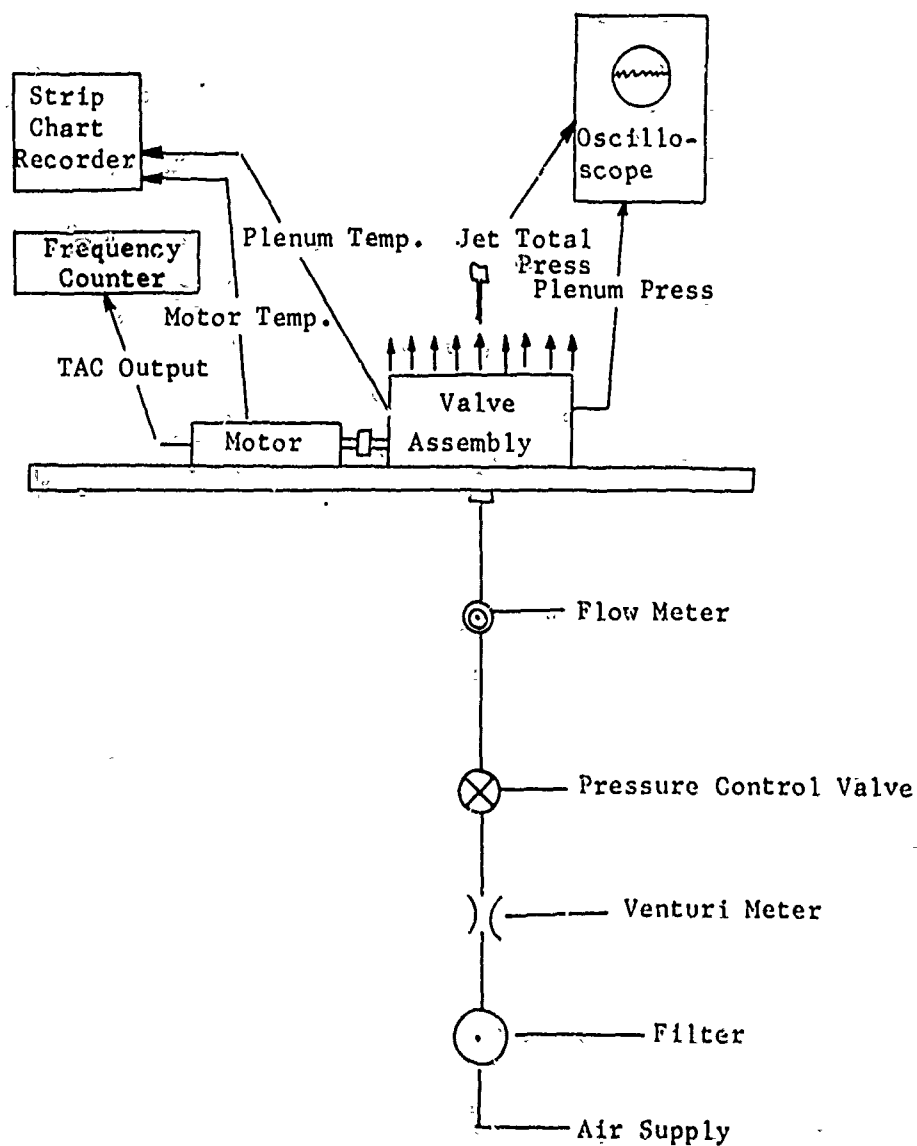 Strip
Chart
Recorder
Oscillo-
scope
Frequency
Counter
Plenum Temp.
Jet Total
Press
Plenum Press
Motor Temp.
TAC Output
Valve
Assembly
Motor
Flow Meter
Pressure Control Valve
Venturi Meter
Filter
Air Supply